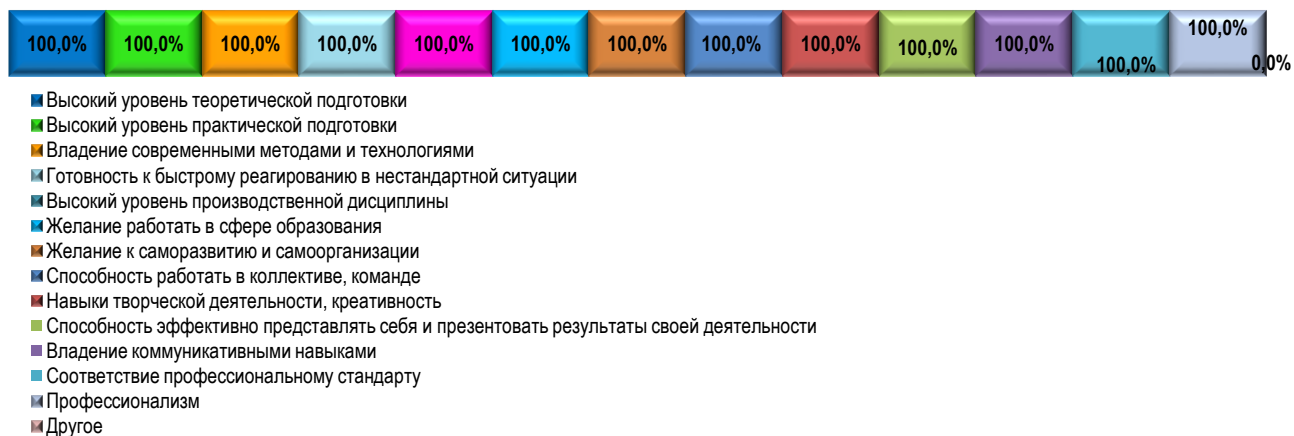 100,0% 100,0% 100,0% 100,0% 100,0% 100,0% 100,0% 100,0% 100,0% 100,0% 100,0% 100,0% 100,0% 0,0%
Высокий уровень теоретической подготовки
Высокий уровень практической подготовки
Владение современными методами и технологиями
Готовность к быстрому реагированию в нестандартной ситуации
Высокий уровень производственной дисциплины
Желание работать в сфере образования
Желание к саморазвитию и самоорганизации
Способность работать в коллективе, команде
Навыки творческой деятельности, креативность
Способность эффективно представлять себя и презентовать результаты своей деятельности
Владение коммуникативными навыками
Соответствие профессиональному стандарту
Профессионализм
Другое